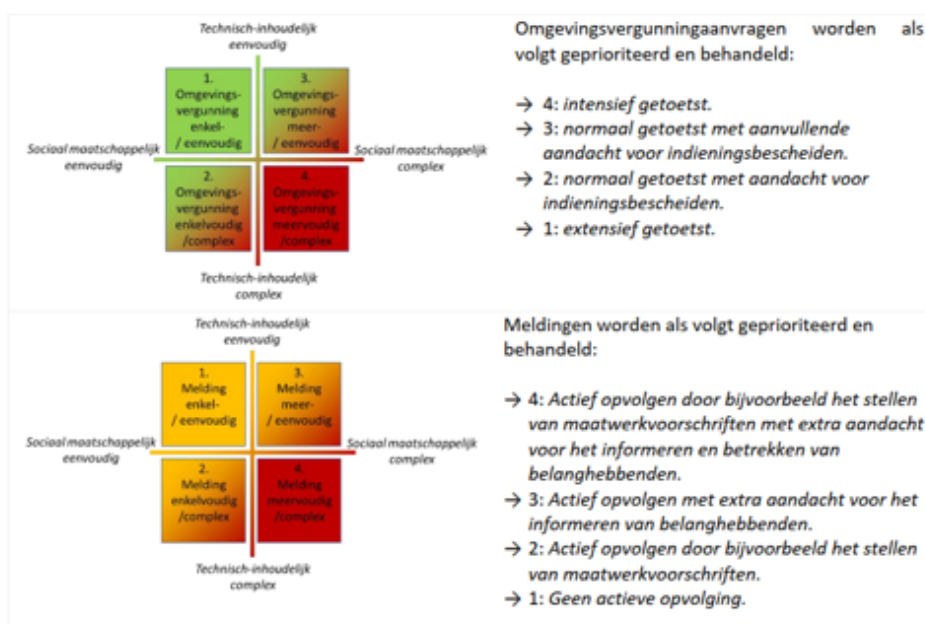 Technisch-inhoudelijk
eenvoudig
1.
Omgevings-
vergunning
enkel-
/ eenvoudig
3.
Omgevings-
vergunning
meer-
/ eenvoudig
Sociaal maatschappelijk
eenvoudig
Sociaal maatschappelijk
complex
2.
Omgevings-
vergunning
enkelvoudig
/complex
4.
Omgevings-
vergunning
meervoudig
/complex
Technisch-inhoudelijk
complex
Omgevingsvergunningaanvragen worden als
volgt geprioriteerd en behandeld:
→ 4: intensief getoetst.
→ 3: normaal getoetst met aanvullende
aandacht voor indieningsbescheiden.
→ 2: normaal getoetst met aandacht voor
indieningsbescheiden.
→ 1: extensief getoetst.
Technisch-inhoudelijk
eenvoudig
1.
Melding
enkel-
/ eenvoudig
3.
Melding
meer-
/ eenvoudig
Sociaal maatschappelijk
eenvoudig
Sociaal maatschappelijk
complex
2.
Melding
enkelvoudig
/complex
4.
Melding
meervoudig
/complex
Technisch-inhoudelijk
complex
Meldingen worden als volgt geprioriteerd en
behandeld:
→ 4: Actief opvolgen door bijvoorbeeld het stellen
van maatwerkvoorschriften met extra aandacht
voor het informeren en betrekken van
belanghebbenden.
→ 3: Actief opvolgen met extra aandacht voor het
informeren van belanghebbenden.
→ 2: Actief opvolgen door bijvoorbeeld het stellen
van maatwerkvoorschriften.
→ 1: Geen actieve opvolging.